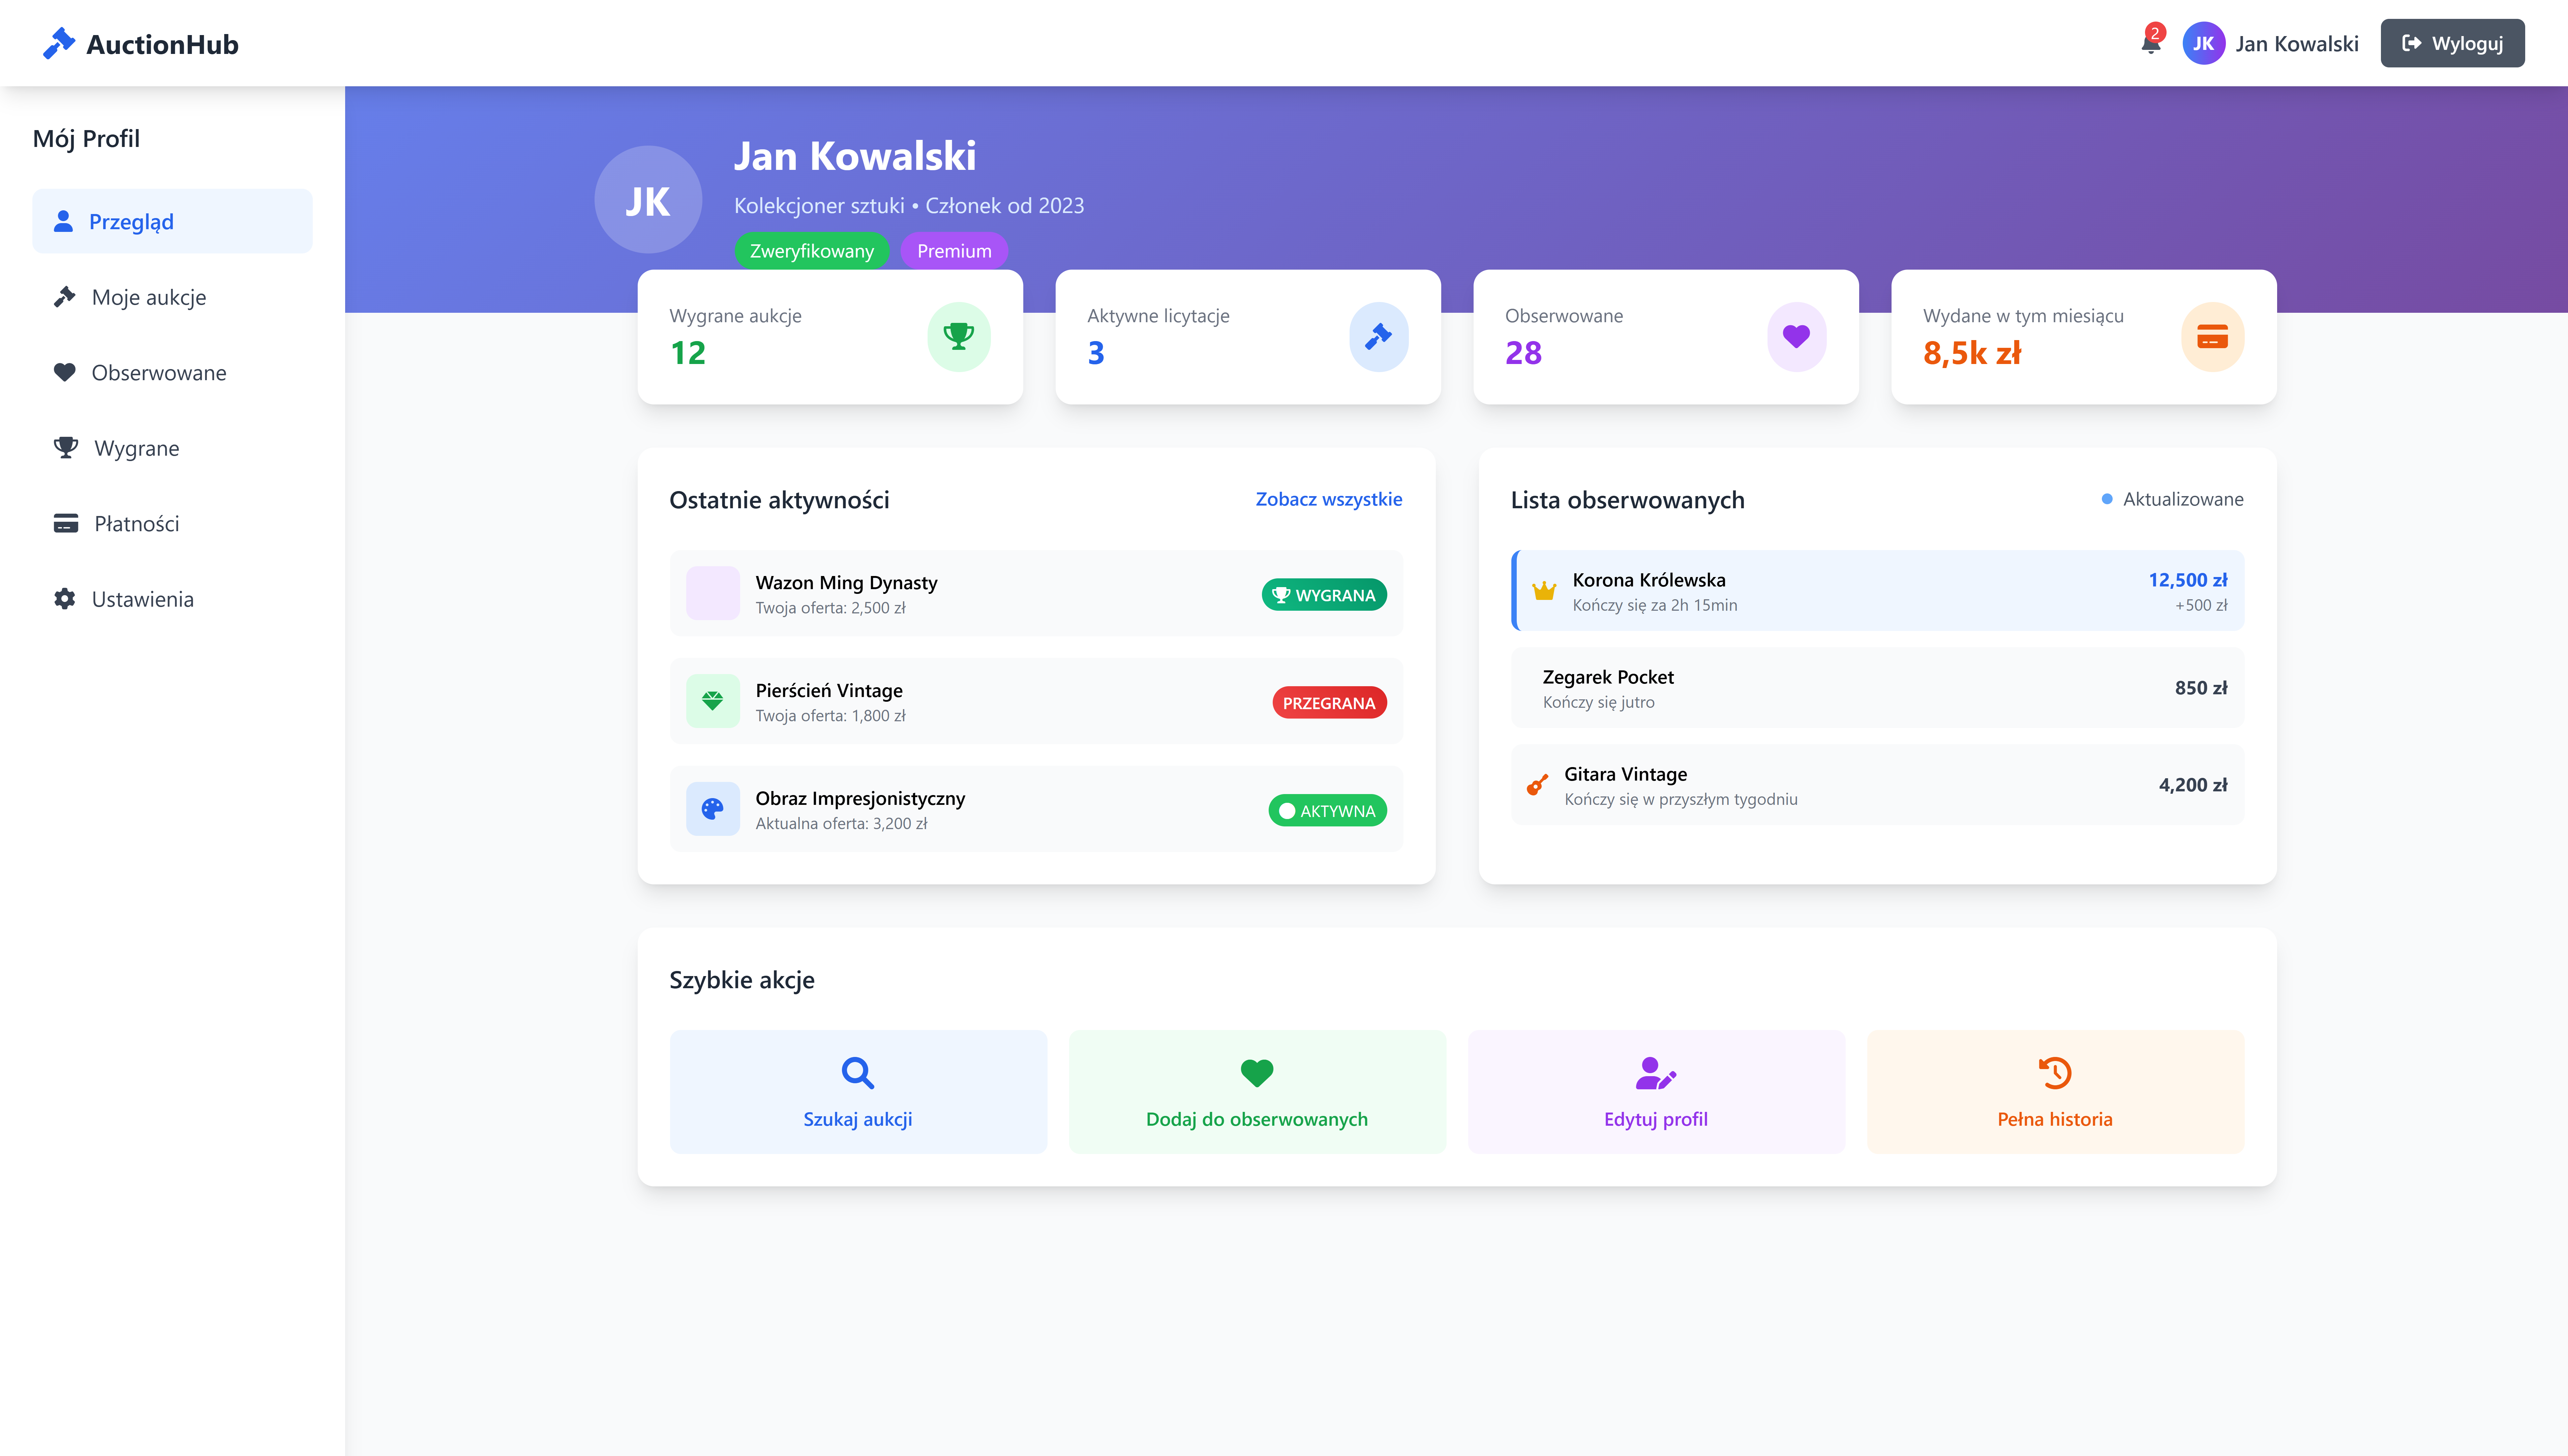 AuctionHub
2
JK
Jan Kowalski
Wyloguj
Mój Profil
Przegląd
Moje aukcje
Obserwowane
Wygrane
Płatności
Ustawienia
JK
Jan Kowalski
Kolekcjoner sztuki • Członek od 2023
Zweryfikowany
Premium
Wygrane aukcje
12
Aktywne licytacje
3
Obserwowane
28
Wydane w tym miesiącu
8,5k zł
Ostatnie aktywności
Zobacz wszystkie
Wazon Ming Dynasty
Twoja oferta: 2,500 zł
WYGRANA
Pierścień Vintage
Twoja oferta: 1,800 zł
PRZEGRANA
Obraz Impresjonistyczny
Aktualna oferta: 3,200 zł
AKTYWNA
Lista obserwowanych
Aktualizowane
Korona Królewska
Kończy się za 2h 15min
12,500 zł
+500 zł
Zegarek Pocket
Kończy się jutro
850 zł
Gitara Vintage
Kończy się w przyszłym tygodniu
4,200 zł
Szybkie akcje
Szukaj aukcji
Dodaj do obserwowanych
Edytuj profil
Pełna historia